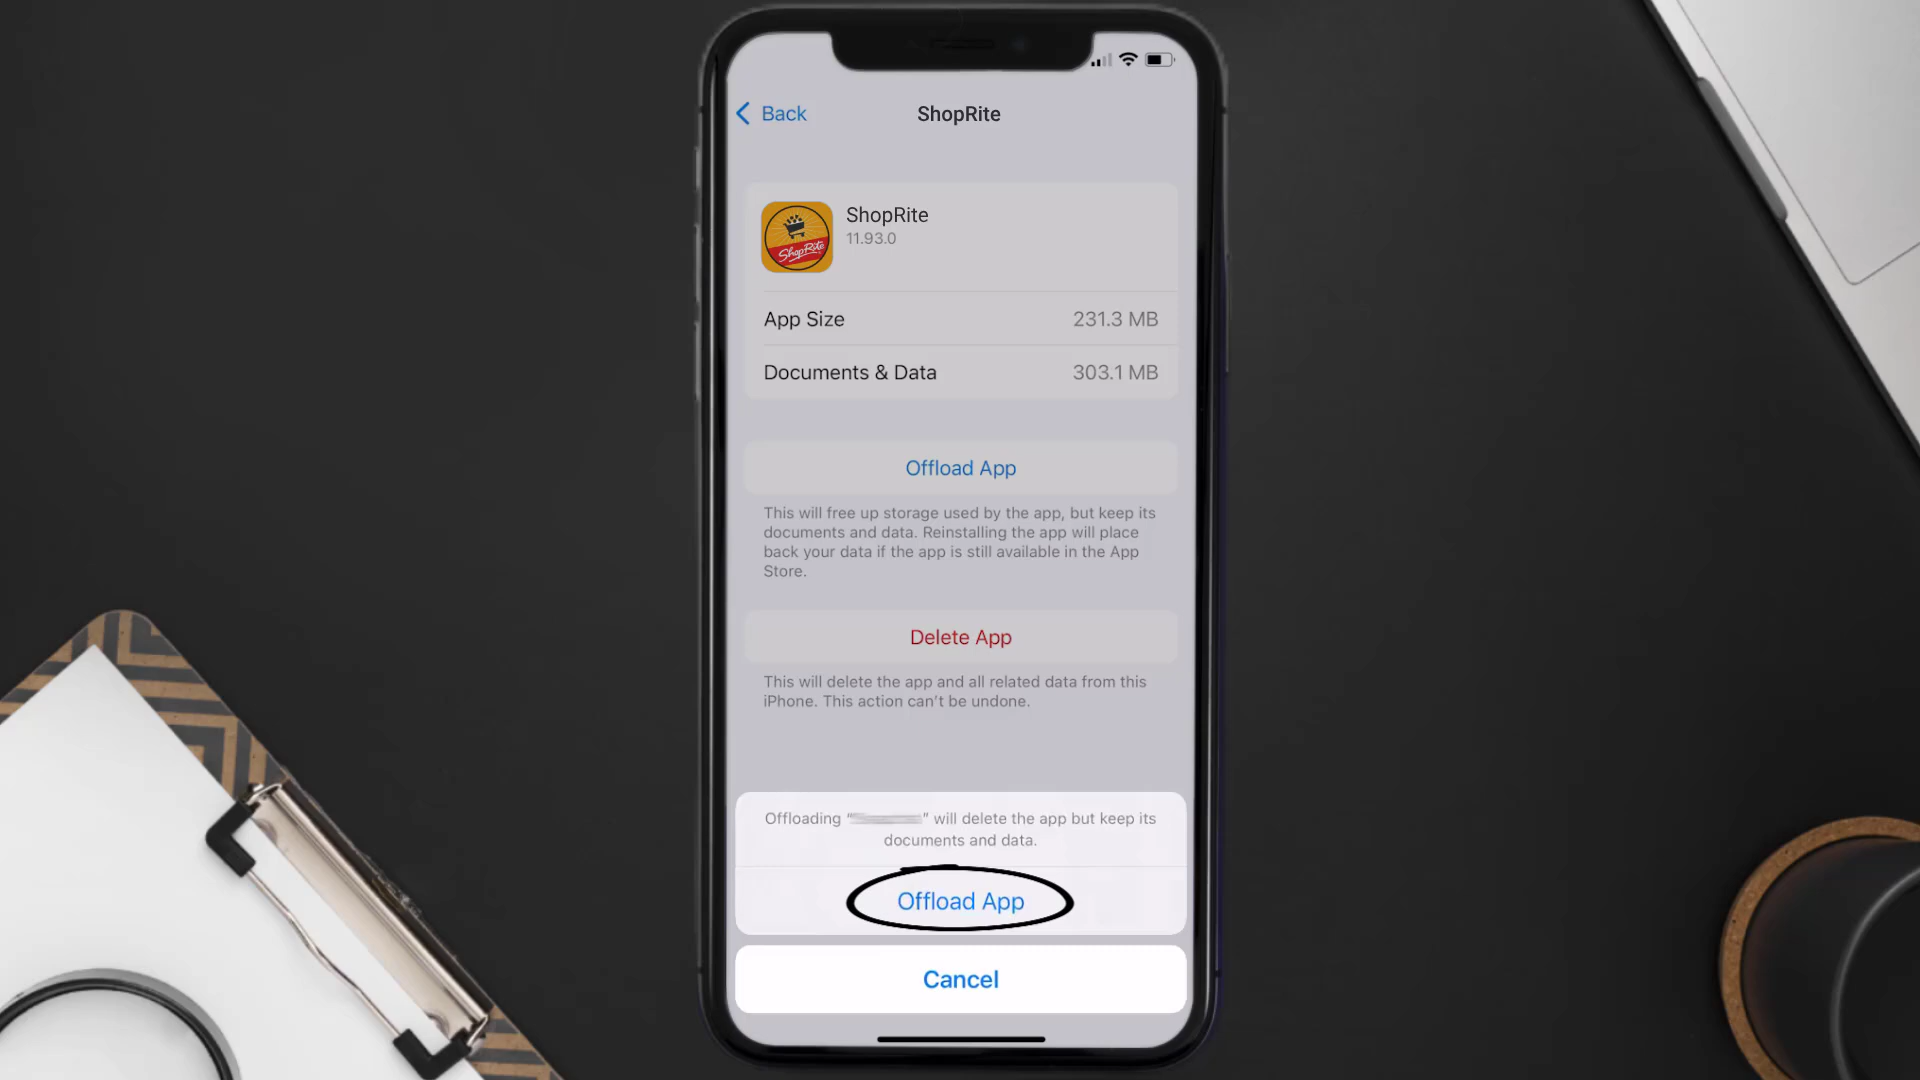 Back
ShopRite
ShopRite
ShopRite
11.93.0
App Size 231.3 MB
Documents & Data 303.1 MB
Offload App
This will free up storage used by the app, but keep its
documents and data. Reinstalling the app will place
back your data if the app is still available in the App
Store.
Delete App
This will delete the app and all related data from this
iPhone. This action can't be undone.
Offloading “ ” will delete the app but keep its
documents and data.
Offload App
Cancel